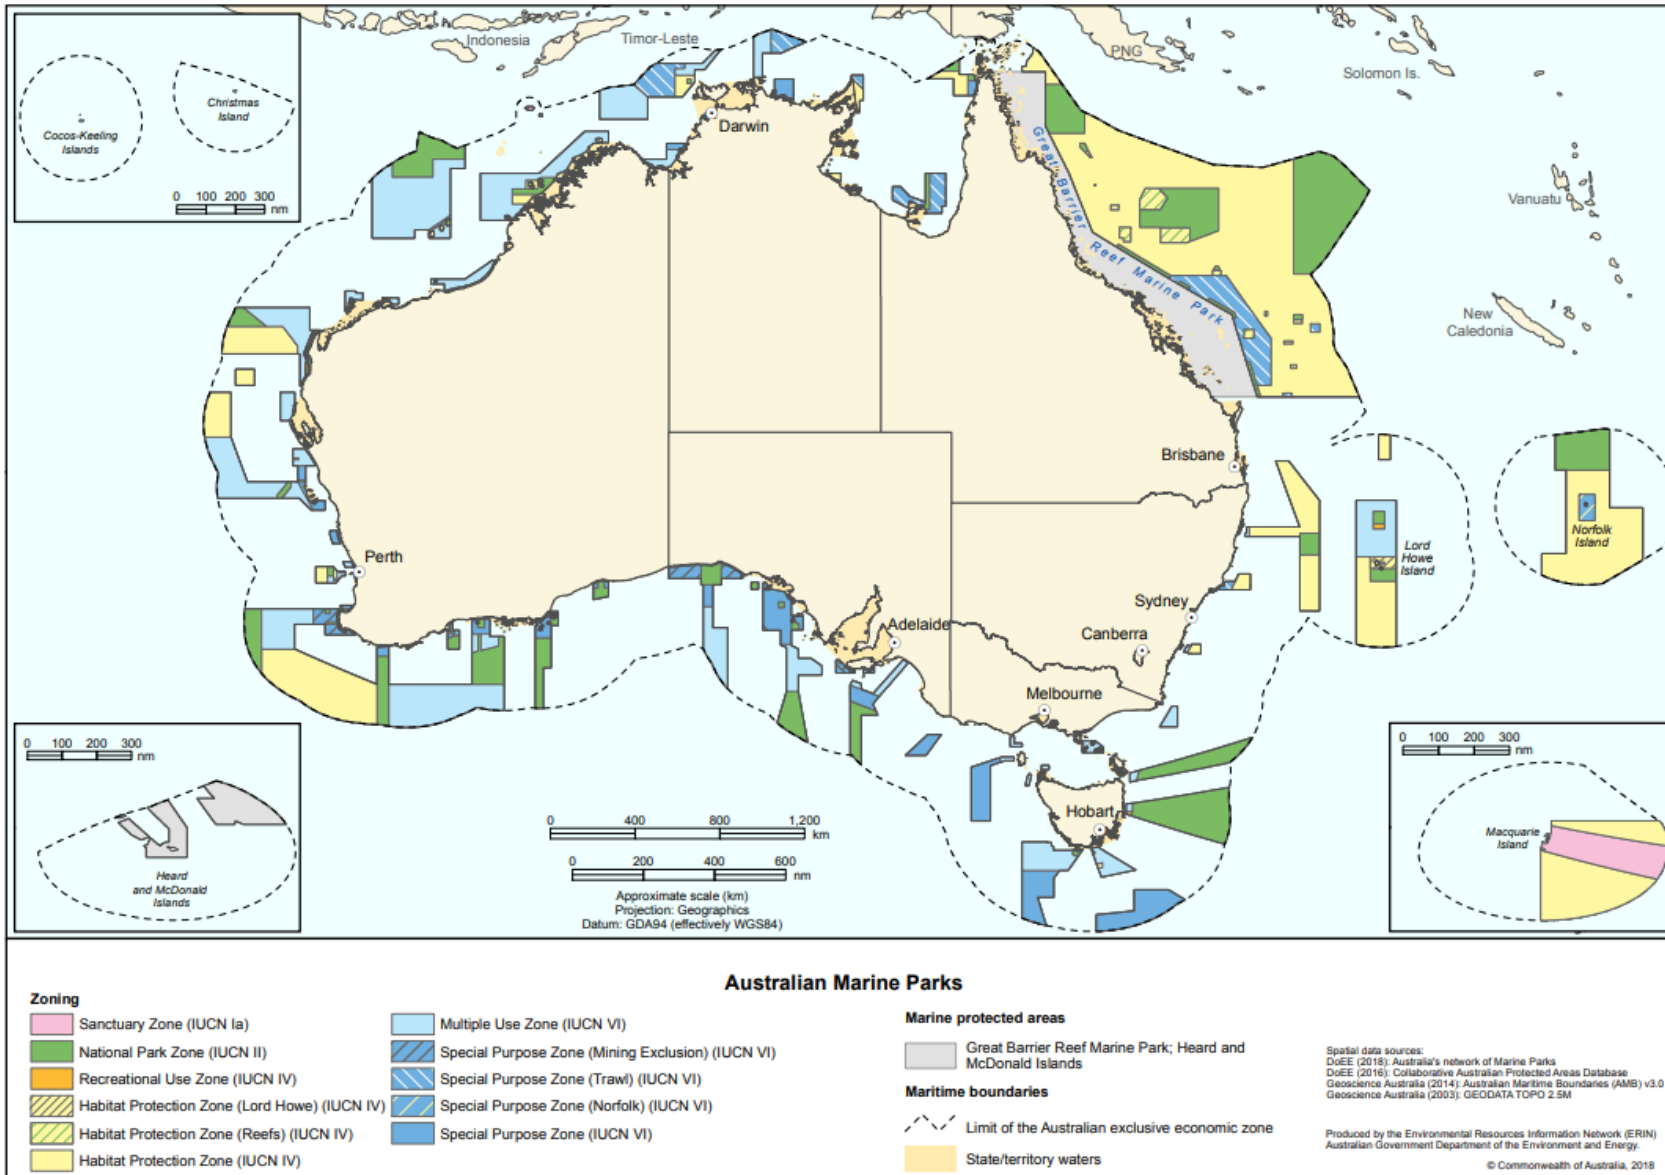 Indonesia
Timor-Leste
PNG
Solomon Is.
Vanuatu
New
Caledonia
Cocos-Keeling
Islands
Christmas
Island
0 100 200 300
nm
Darwin
Great Barrier Reef Marine Park
Brisbane
Perth
Adelaide
Sydney
Canberra
Melbourne
Hobart
Lord
Howe
Island
Norfolk
Island
0 100 200 300
nm
Heard
and McDonald
Islands
0 400 800 1,200
km
0 200 400 600
nm
Approximate scale (km)
Projection: Geographics
Datum: GDA94 (effectively WGS84)
0 100 200 300
nm
Macquarie
Island
Australian Marine Parks
Zoning
Sanctuary Zone (IUCN Ia)
National Park Zone (IUCN II)
Recreational Use Zone (IUCN IV)
Habitat Protection Zone (Lord Howe) (IUCN IV)
Habitat Protection Zone (Reefs) (IUCN IV)
Habitat Protection Zone (IUCN IV)
Multiple Use Zone (IUCN VI)
Special Purpose Zone (Mining Exclusion) (IUCN VI)
Special Purpose Zone (Trawl) (IUCN VI)
Special Purpose Zone (Norfolk) (IUCN VI)
Special Purpose Zone (IUCN VI)
Marine protected areas
Great Barrier Reef Marine Park; Heard and
McDonald Islands
Maritime boundaries
Limit of the Australian exclusive economic zone
State/territory waters
Spatial data sources:
DoEE (2018): Australia's network of Marine Parks
DoEE (2016): Collaborative Australian Protected Areas Database
Geoscience Australia (2014): Australian Maritime Boundaries (AMB) v3.0
Geoscience Australia (2003): GEODATA TOPO 2.5M
Produced by the Environmental Resources Information Network (ERIN)
Australian Government Department of the Environment and Energy.
© Commonwealth of Australia, 2018